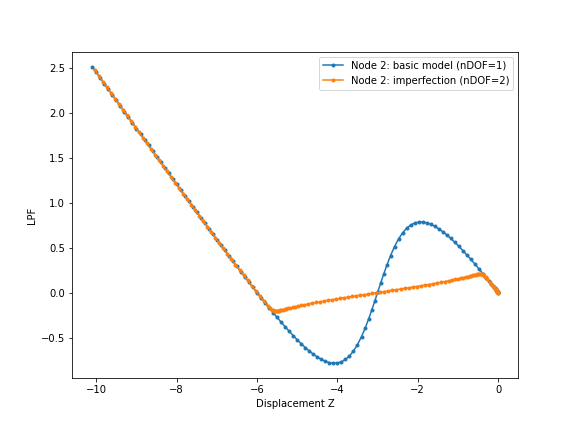 Node 2: basic model (nDOF=1)
Node 2: imperfection (nDOF=2)
2.5
2.0
1.5
1.0
0.5
0.0
−0.5
LPF
−10 −8 −6 −4 −2 0
Displacement Z